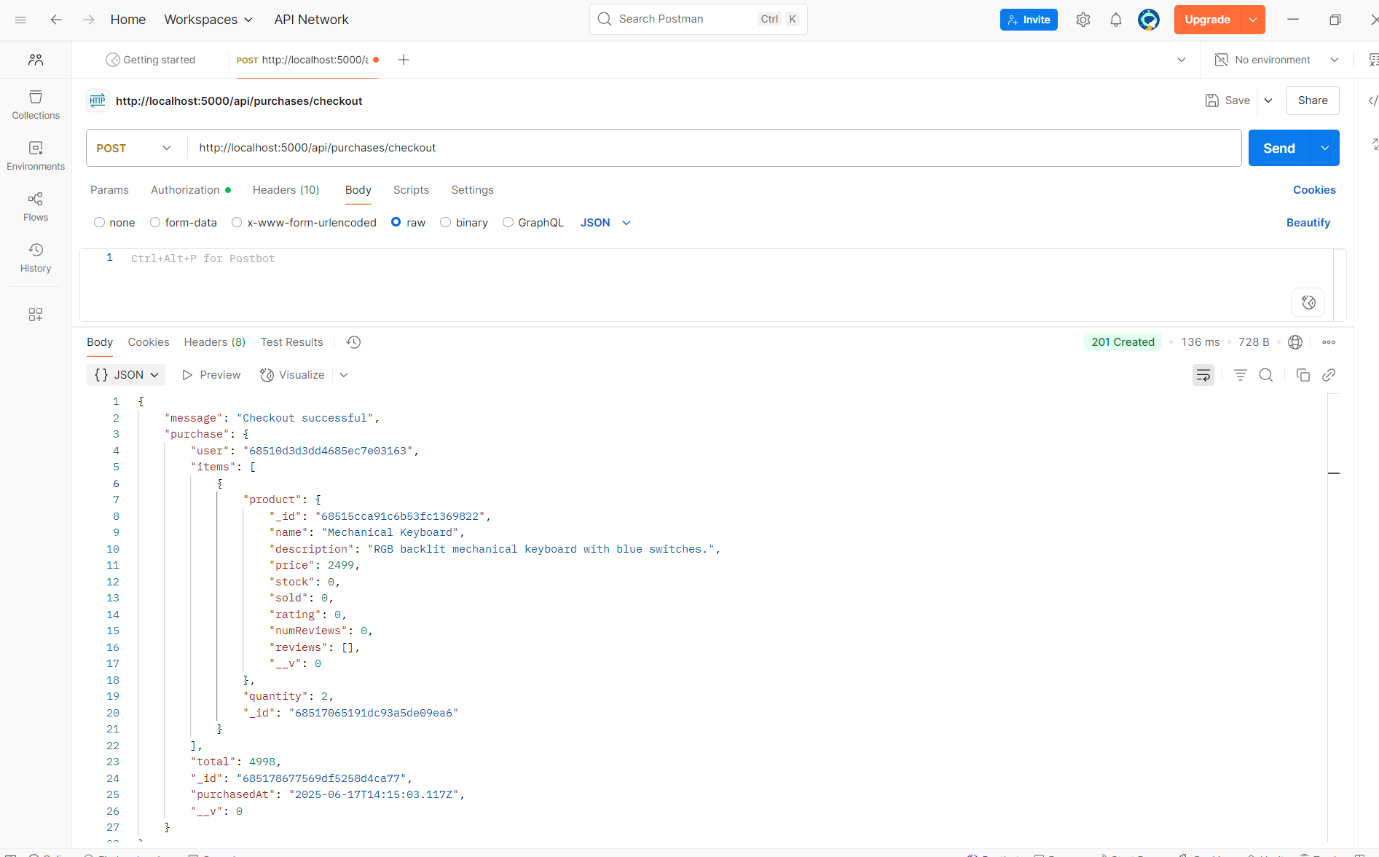 Home Workspaces API Network Search Postman Ctrl K Invite Upgrade
Getting started POST http://localhost:5000/a No environment
HTTP http://localhost:5000/api/purchases/checkout Save Share
POST http://localhost:5000/api/purchases/checkout Send
Collections
Environments
Flows
History
Params Authorization Headers (10) Body Scripts Settings Cookies
none form-data x-www-form-urlencoded raw binary GraphQL JSON Beautify
1 Ctrl+Alt+P for Postbot
Body Cookies Headers (8) Test Results 201 Created • 136 ms • 728 B
{} JSON Preview Visualize
1 {
2 "message": "Checkout successful",
3 "purchase": {
4 "user": "68510d3d3dd4685ec7e03163",
5 "items": [
6 {
7 "product": {
8 "_id": "68515cca91c6b53fc1369822",
9 "name": "Mechanical Keyboard",
10 "description": "RGB backlit mechanical keyboard with blue switches.",
11 "price": 2499,
12 "stock": 0,
13 "sold": 0,
14 "rating": 0,
15 "numReviews": 0,
16 "reviews": [],
17 "__v": 0
18 },
19 "quantity": 2,
20 "_id": "68517065191dc93a5de09ea6"
21 }
22 ],
23 "total": 4998,
24 "_id": "685178677569df5258d4ca77",
25 "purchasedAt": "2025-06-17T14:15:03.117Z",
26 "__v": 0
27 }